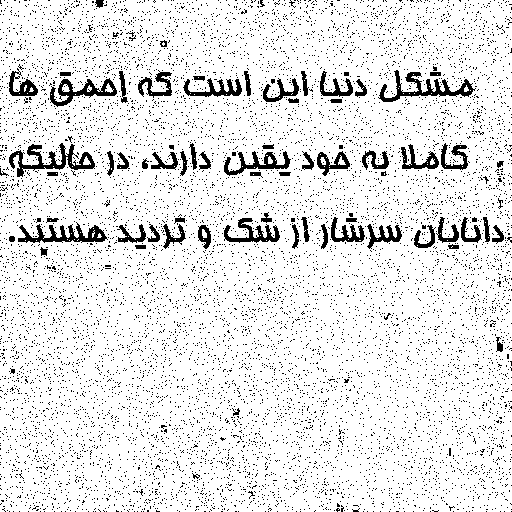 مشکل دنیا این است که احمق ها
کاملا به خود یقین دارند، در حالیکه
دانایان سرشار از شک و تردید هستند.